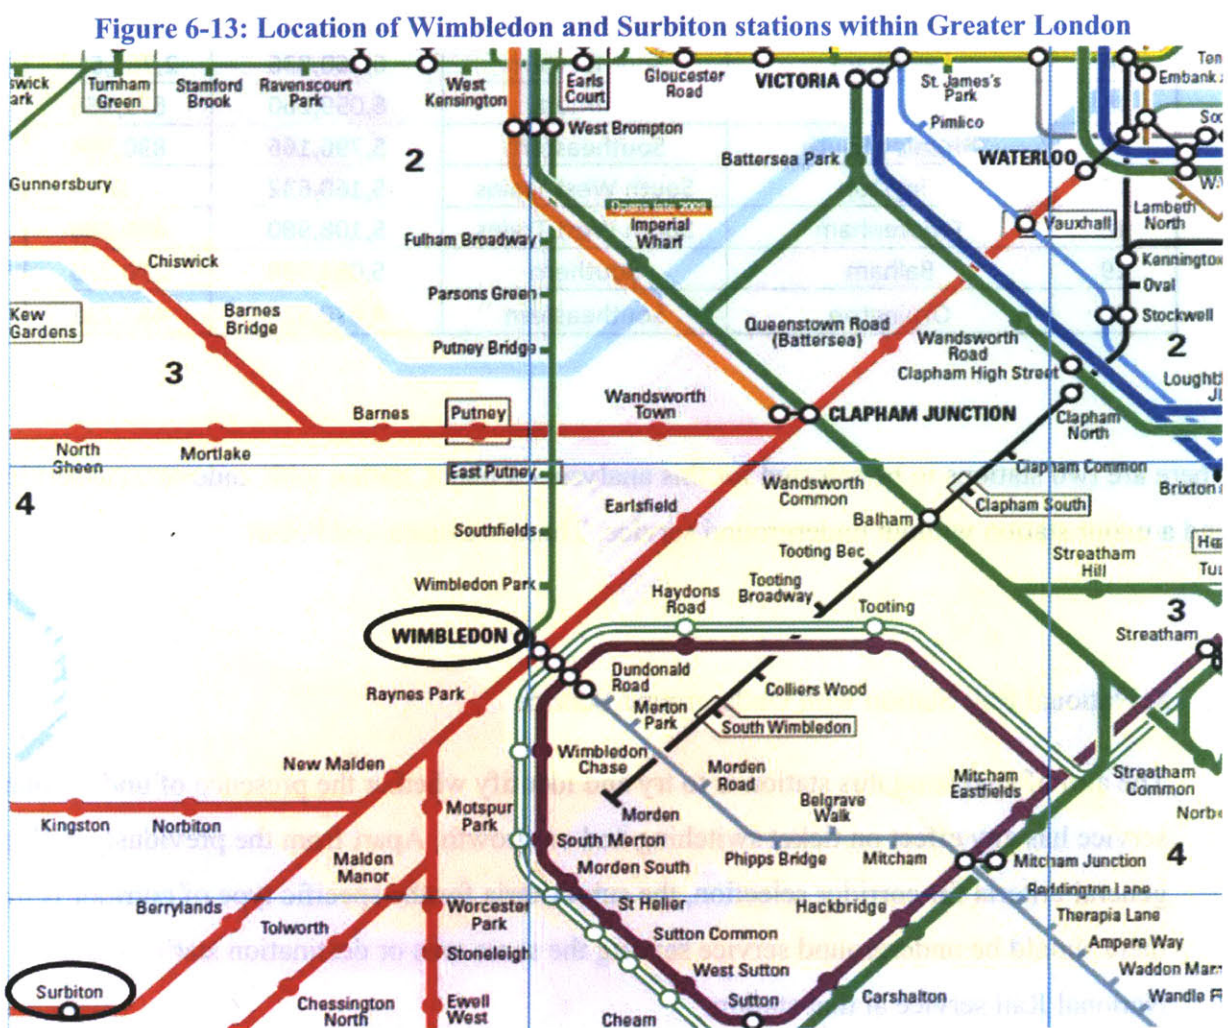 Figure 6-13: Location of Wimbledon and Surbiton stations within Greater London
Turnham
Green
Stamford
Brook
Ravenscourt
Park
West
Kensington
Earls
Court
Gloucester
Road
VICTORIA
St. James's
Park
Embank
West Brompton
2
Pimlico
Battersea Park
WATERLOO
Gunnersbury
Opens late 2009
Imperial
Wharf
Vauxhall
Lambeth
North
Fulham Broadway
Kennington
Chiswick
Oval
Parsons Green
Kew
Gardens
Barnes
Bridge
Stockwell
Queenstown Road
(Battersea)
Wandsworth
Road
Putney Bridge
2
3
Clapham High Street
Wandsworth
Town
Barnes
Putney
CLAPHAM JUNCTION
Clapham
North
North
Sheen
Mortlake
East Putney
Clapham Common
Wandsworth
Common
Brixton
4
Earlsfield
Clapham South
Balham
Southfields
Tooting Bec
Streatham
Hill
Wimbledon Park
Tooting
Broadway
Haydons
Road
Tooting
3
WIMBLEDON
Streatham
Dundonald
Road
Raynes Park
Colliers Wood
Merton
Park
South Wimbledon
Wimbledon
Chase
New Malden
Morden
Road
Mitcham
Eastfields
Streatham
Common
Kingston
Norbiton
Motspur
Park
Morden
Belgrave
Walk
South Merton
4
Malden
Manor
Morden South
Phipps Bridge
Mitcham
Mitcham Junction
Reddington Lane
Berrylands
Worcester
Park
St Helier
Hackbridge
Therapia Lane
Tolworth
Sutton Common
Ampere Way
Stoneleigh
West Sutton
Waddon Mars
Surbiton
Chessington
North
Ewell
West
Sutton
Carshalton
Wandle
Cheam